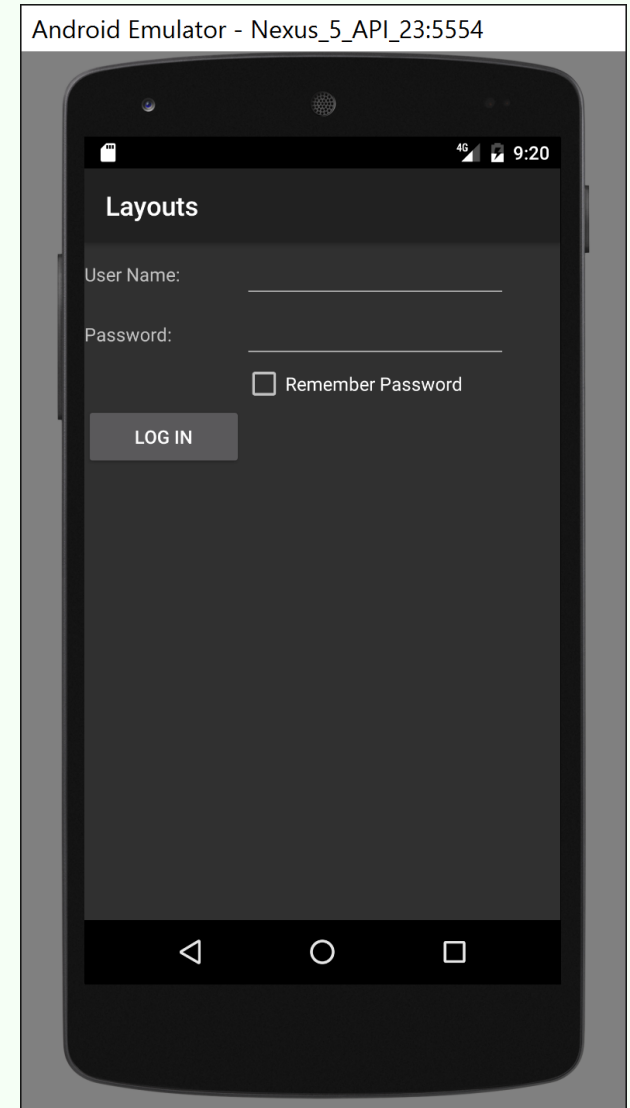 Android Emulator - Nexus_5_API_23:5554
4G 9:20
Layouts
User Name:
Password:
Remember Password
LOG IN